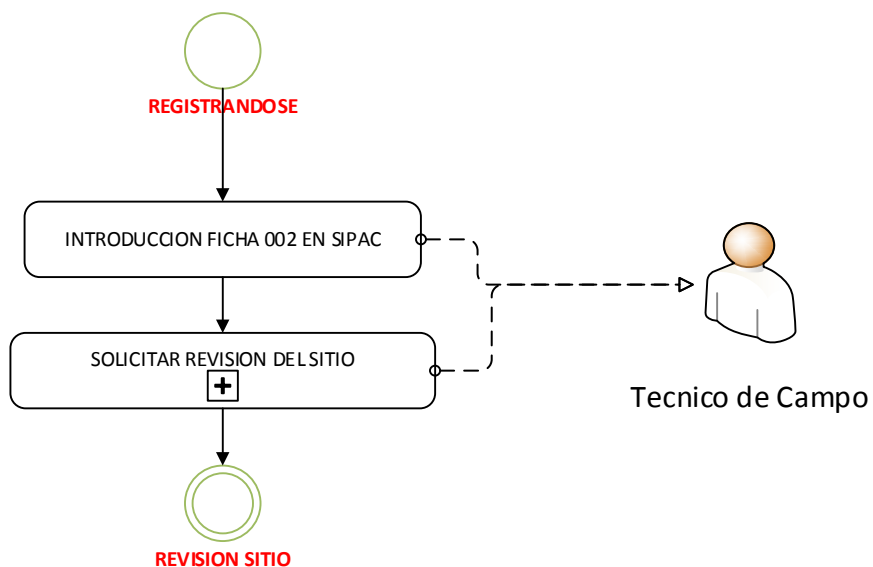 REGISTRANDOSE
INTRODUCCION FICHA 002 EN SIPAC
SOLICITAR REVISION DEL SITIO
Tecnico de Campo
REVISION SITIO